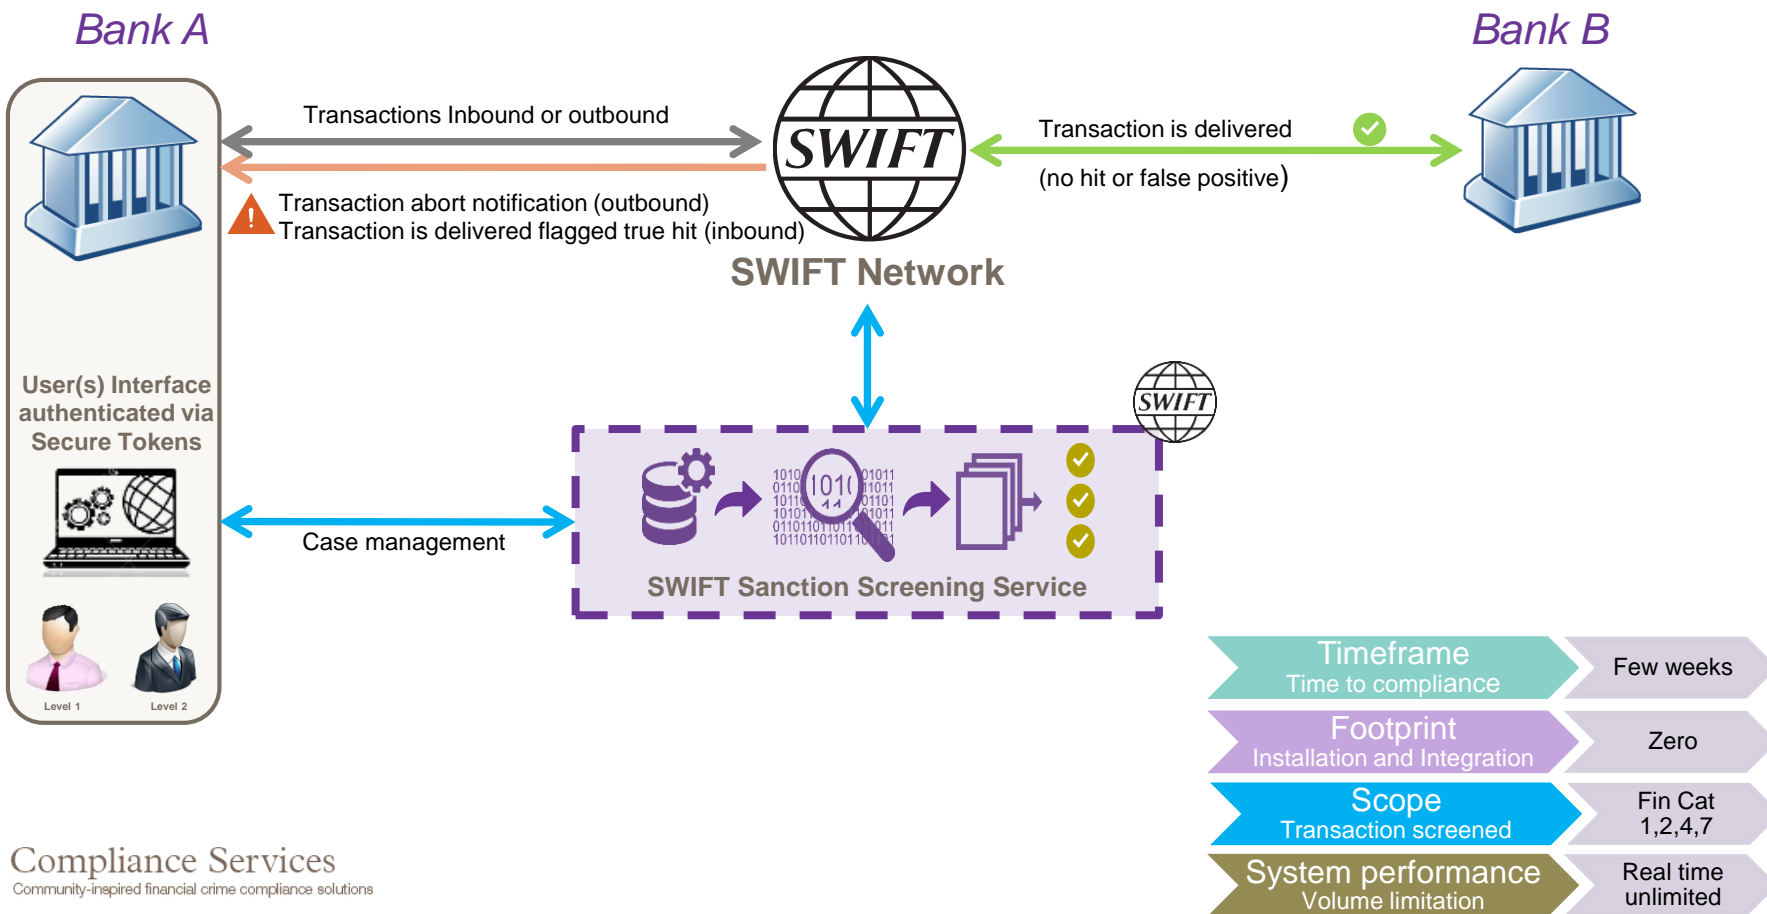 Bank A
Bank B
Transactions Inbound or outbound
SWIFT
Transaction is delivered
(no hit or false positive)
Transaction abort notification (outbound)
Transaction is delivered flagged true hit (inbound)
SWIFT Network
User(s) Interface
authenticated via
Secure Tokens
SWIFT
Case management
SWIFT Sanction Screening Service
Level 1
Level 2
Timeframe
Time to compliance
Few weeks
Footprint
Installation and Integration
Zero
Scope
Transaction screened
Fin Cat
1,2,4,7
System performance
Volume limitation
Real time
unlimited
Compliance Services
Community-inspired financial crime compliance solutions